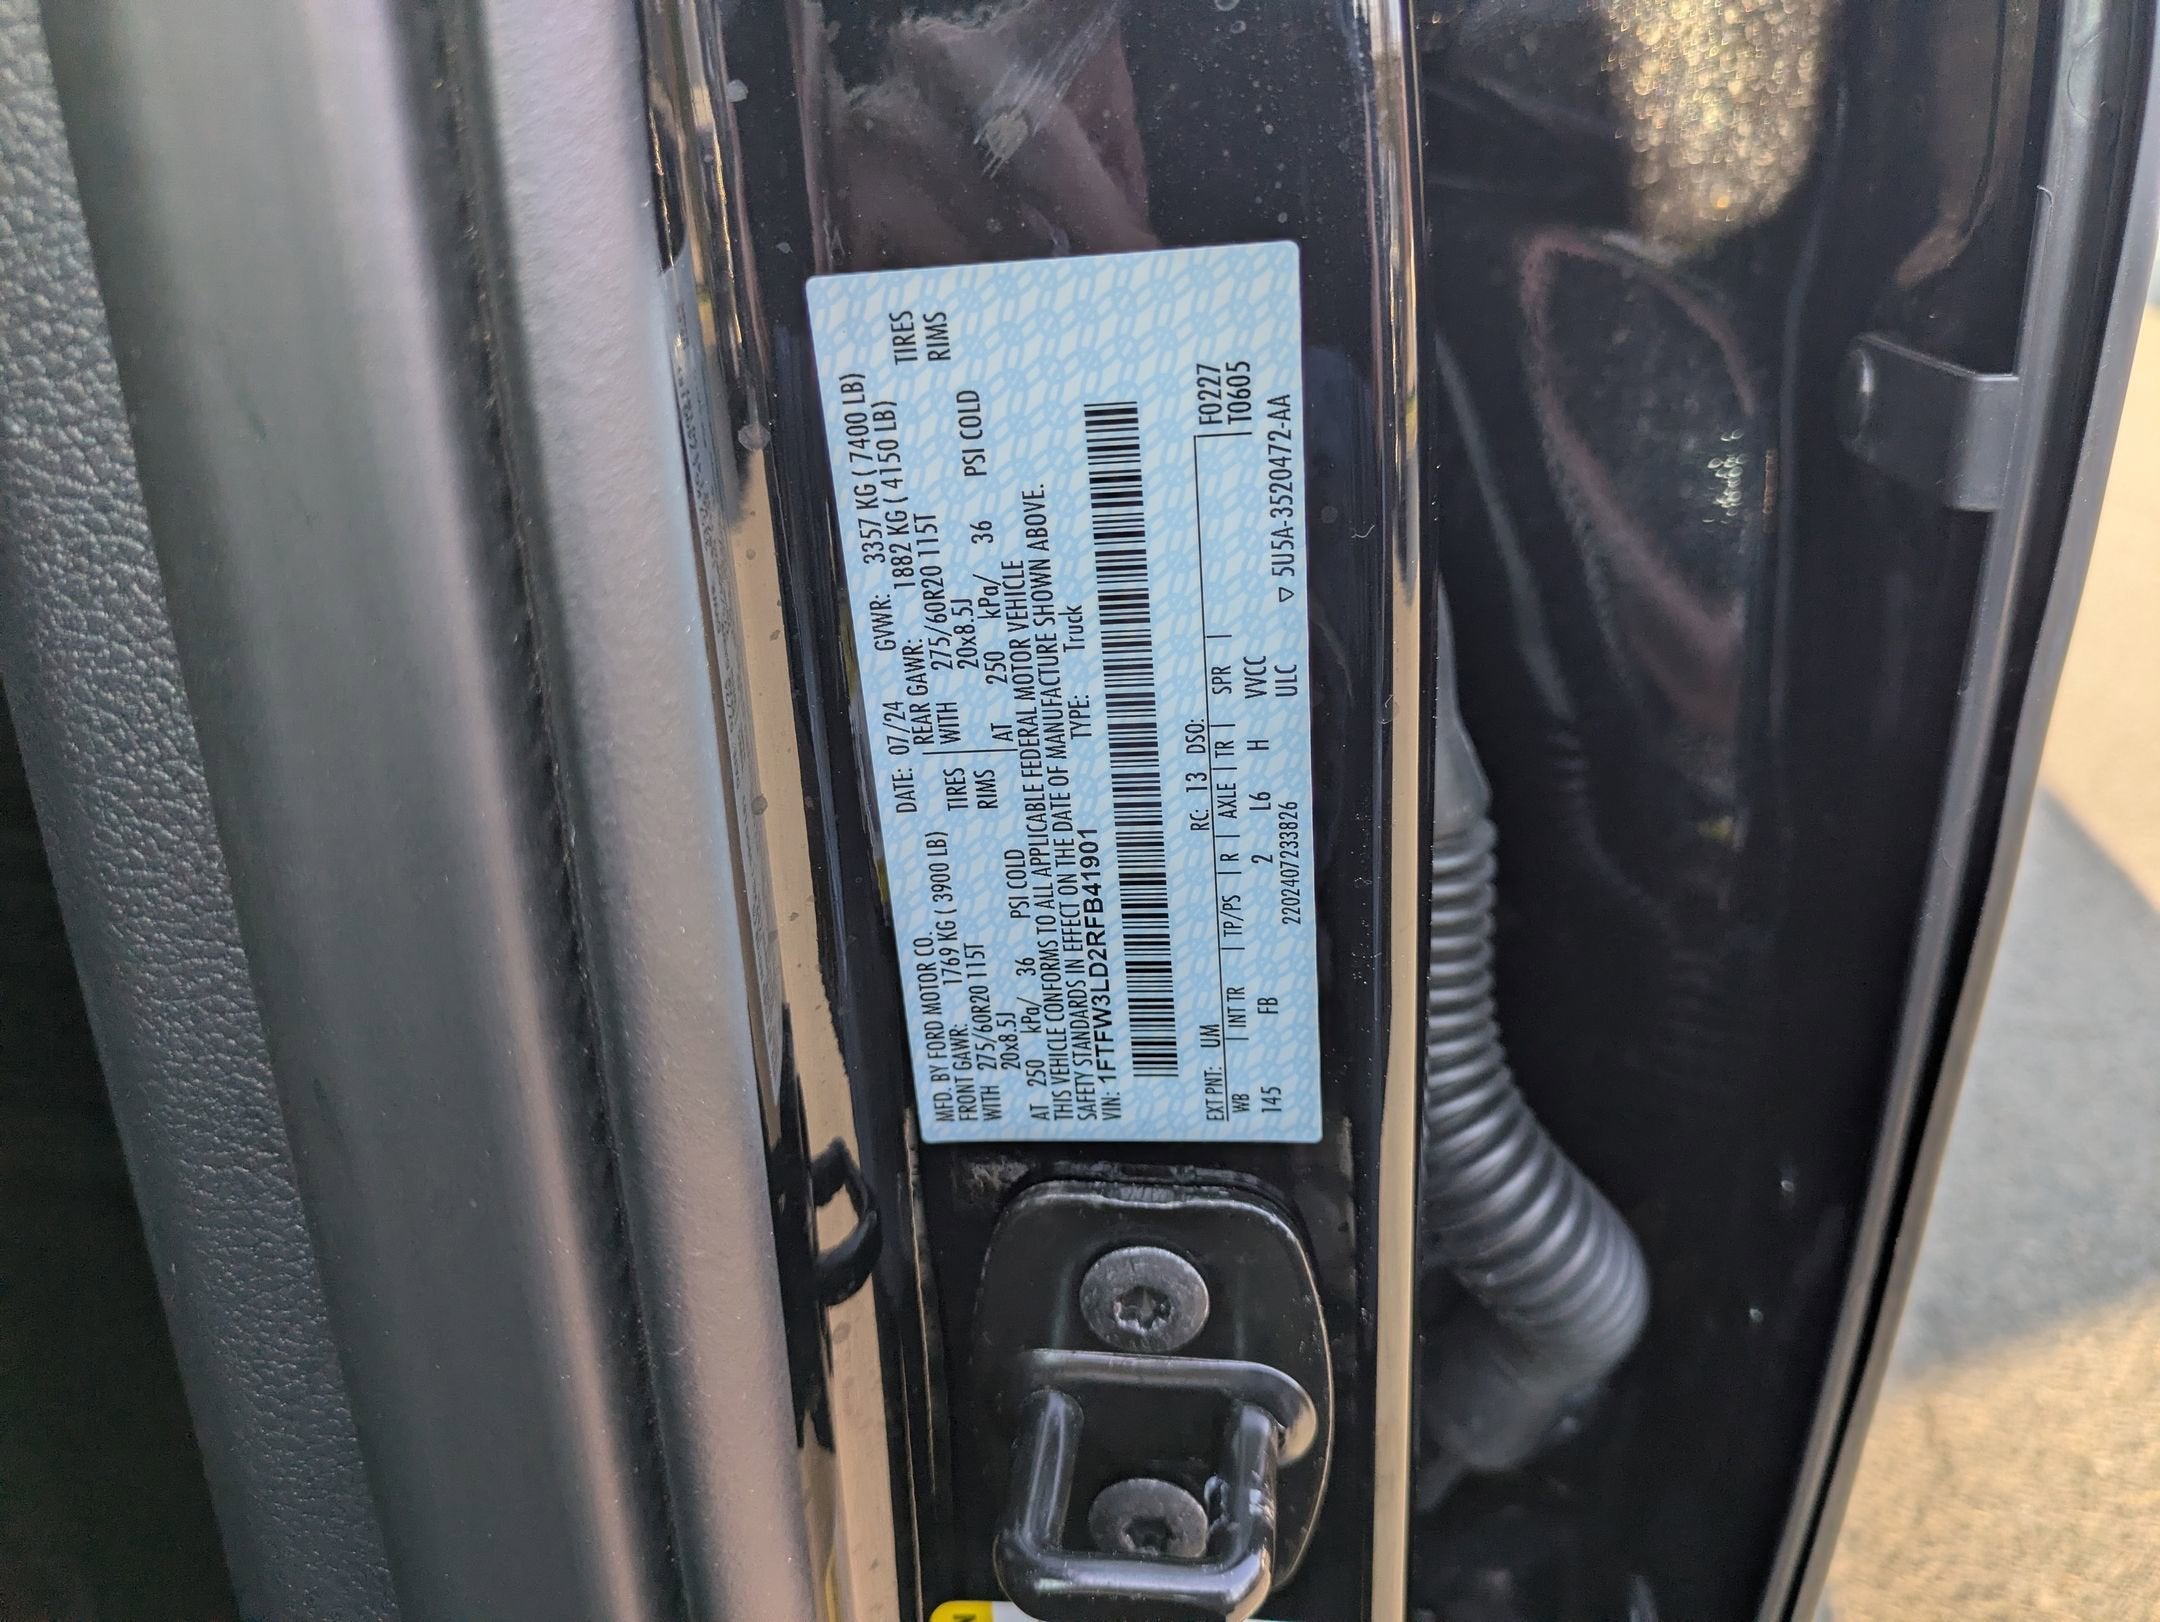 MFD. BY FORD MOTOR CO. DATE: 07/24 GVWR: 3357 KG ( 7400 LB)
FRONT GAWR: 1769 KG ( 3900 LB) REAR GAWR: 1882 KG ( 4150 LB)
WITH 275/60R20 115T TIRES WITH 275/60R20 115T TIRES
20x8.5J RIMS 20x8.5J RIMS
AT 250 kPa/ 36 PSI COLD AT 250 kPa/ 36 PSI COLD
THIS VEHICLE CONFORMS TO ALL APPLICABLE FEDERAL MOTOR VEHICLE
SAFETY STANDARDS IN EFFECT ON THE DATE OF MANUFACTURE SHOWN ABOVE.
VIN: 1FTFW3LD2RFB41901 TYPE: Truck
EXT PNT: UM RC: 13 DSO: F0227
WB | INT TR | TP/PS | R | AXLE | TR | SPR | T0605
145 FB 2 L6 H VVCC
2202407233826 ULC ▽ 5U5A-3520472-AA
N